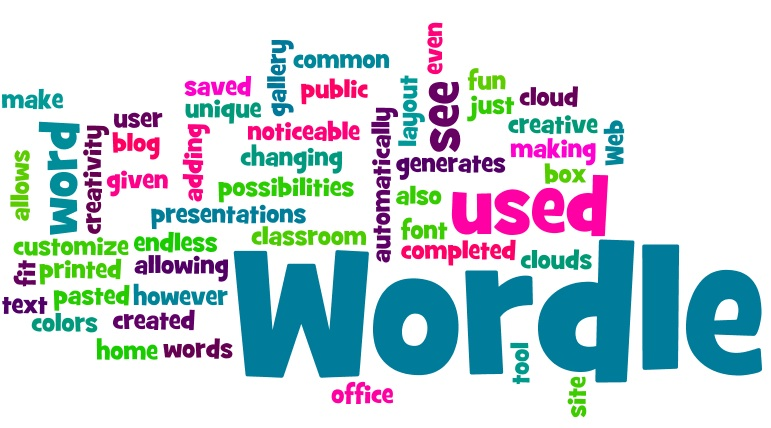 even
gallery
common
fun
saved
public
layout
see
cloud
make
unique
just
user
noticeable
automatically
creative
Web
word
creativity
blog
adding
changing
generates
making
allows
given
possibilities
also
box
used
presentations
font
customize
endless
classroom
completed
clouds
fit
printed
allowing
Wordle
text
pasted
however
colors
created
home
words
tool
office
site